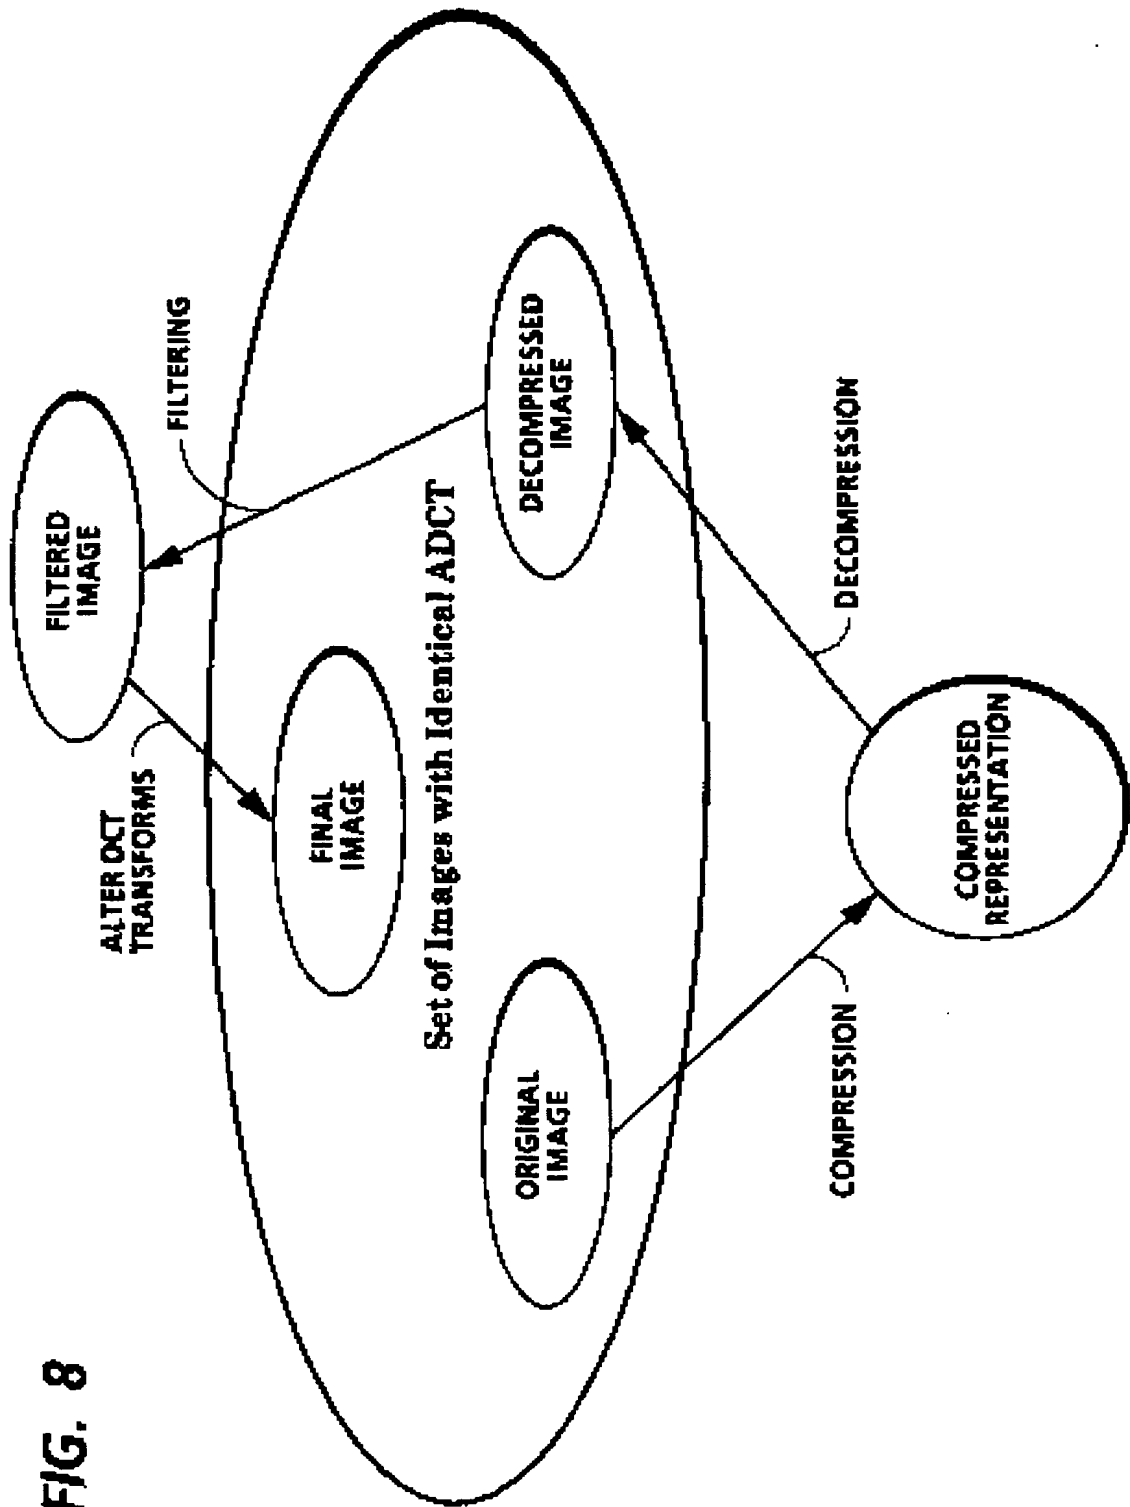 FIG. 8
ALTER DCT
TRANSFORMS
FILTERED
IMAGE
FILTERING
FINAL
IMAGE
Set of Images with Identical ADCT
ORIGINAL
IMAGE
DECOMPRESSED
IMAGE
COMPRESSION
DECOMPRESSION
COMPRESSED
REPRESENTATION